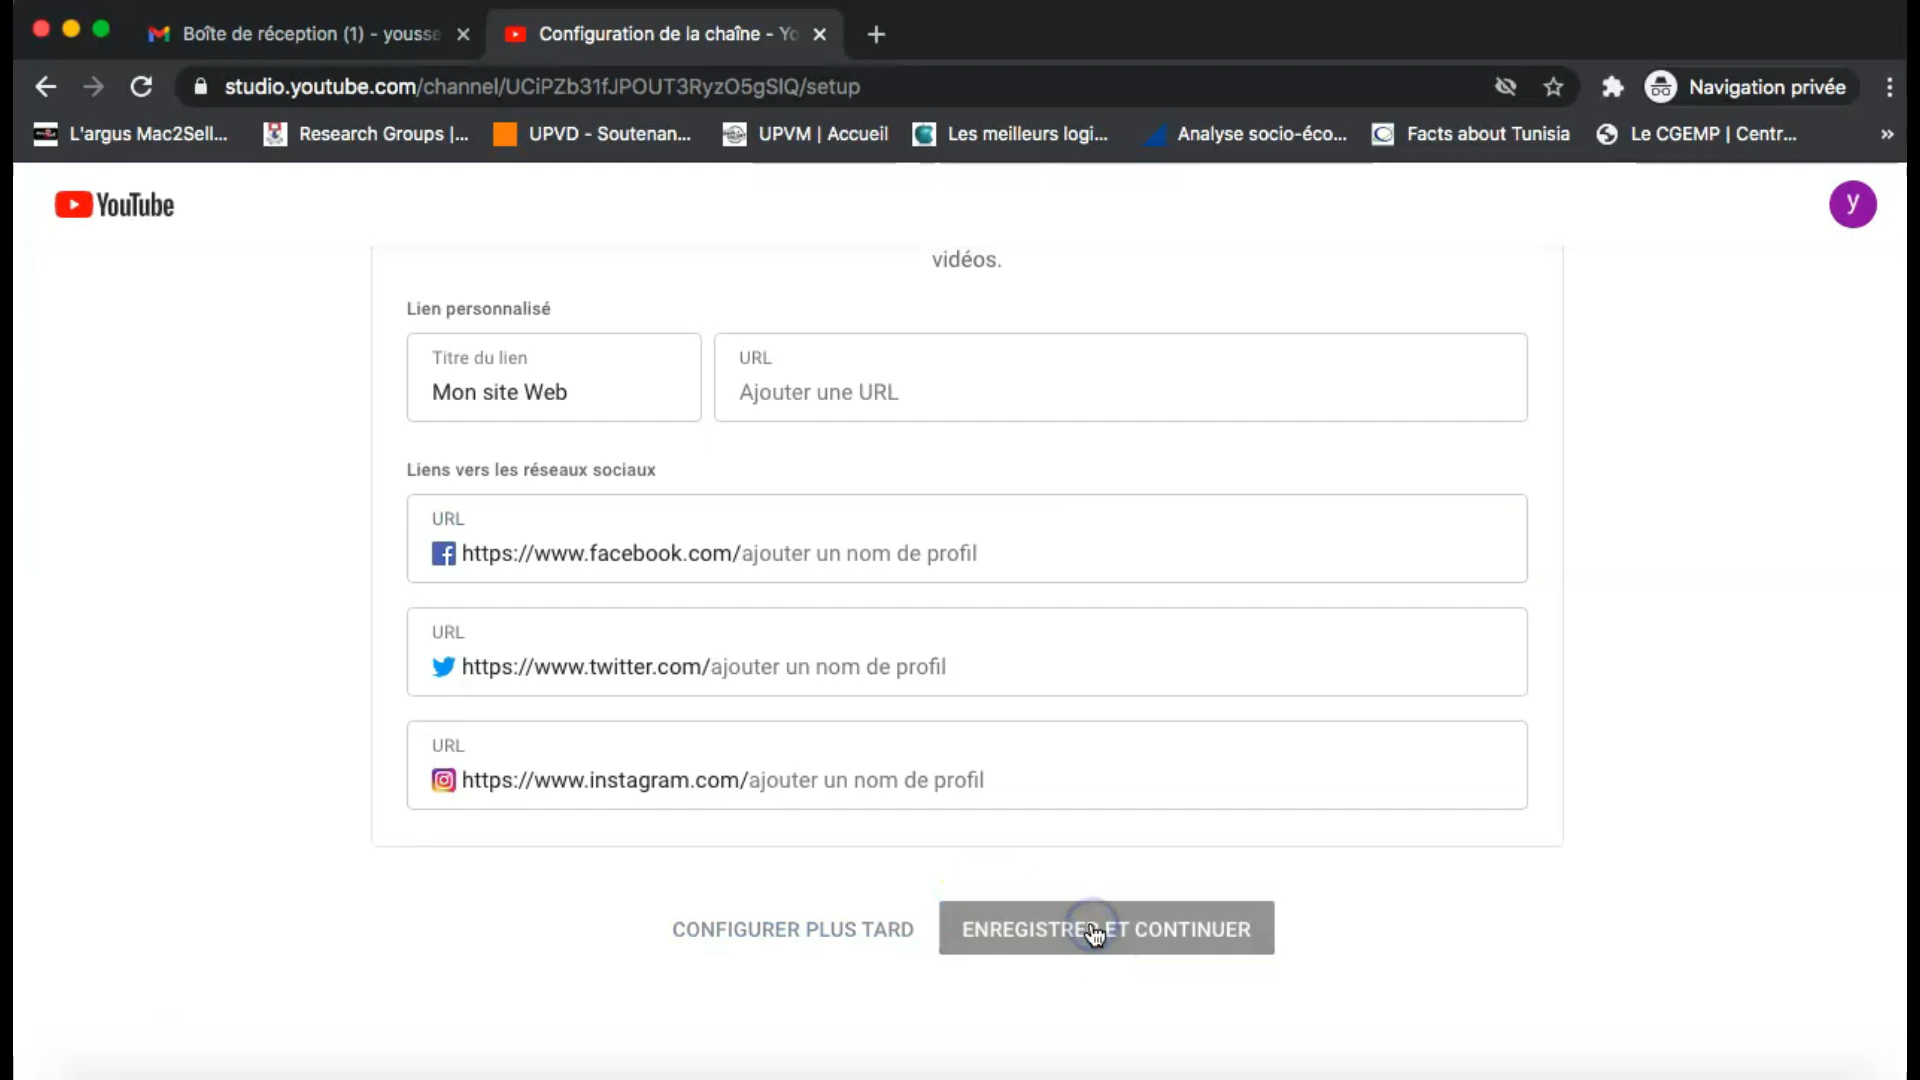 Boîte de réception (1) - yousse
Configuration de la chaîne - Yo
studio.youtube.com/channel/UCiPZb31fJPOUT3RyzO5gSlQ/setup
Navigation privée
L'argus Mac2Sell...
Research Groups |...
UPVD - Soutenan...
UPVM | Accueil
Les meilleurs logi...
Analyse socio-éco...
Facts about Tunisia
Le CGEMP | Centr...
»
YouTube
y
vidéos.
Lien personnalisé
Titre du lien
Mon site Web
URL
Ajouter une URL
Liens vers les réseaux sociaux
URL
https://www.facebook.com/ajouter un nom de profil
URL
https://www.twitter.com/ajouter un nom de profil
URL
https://www.instagram.com/ajouter un nom de profil
CONFIGURER PLUS TARD
ENREGISTRER ET CONTINUER